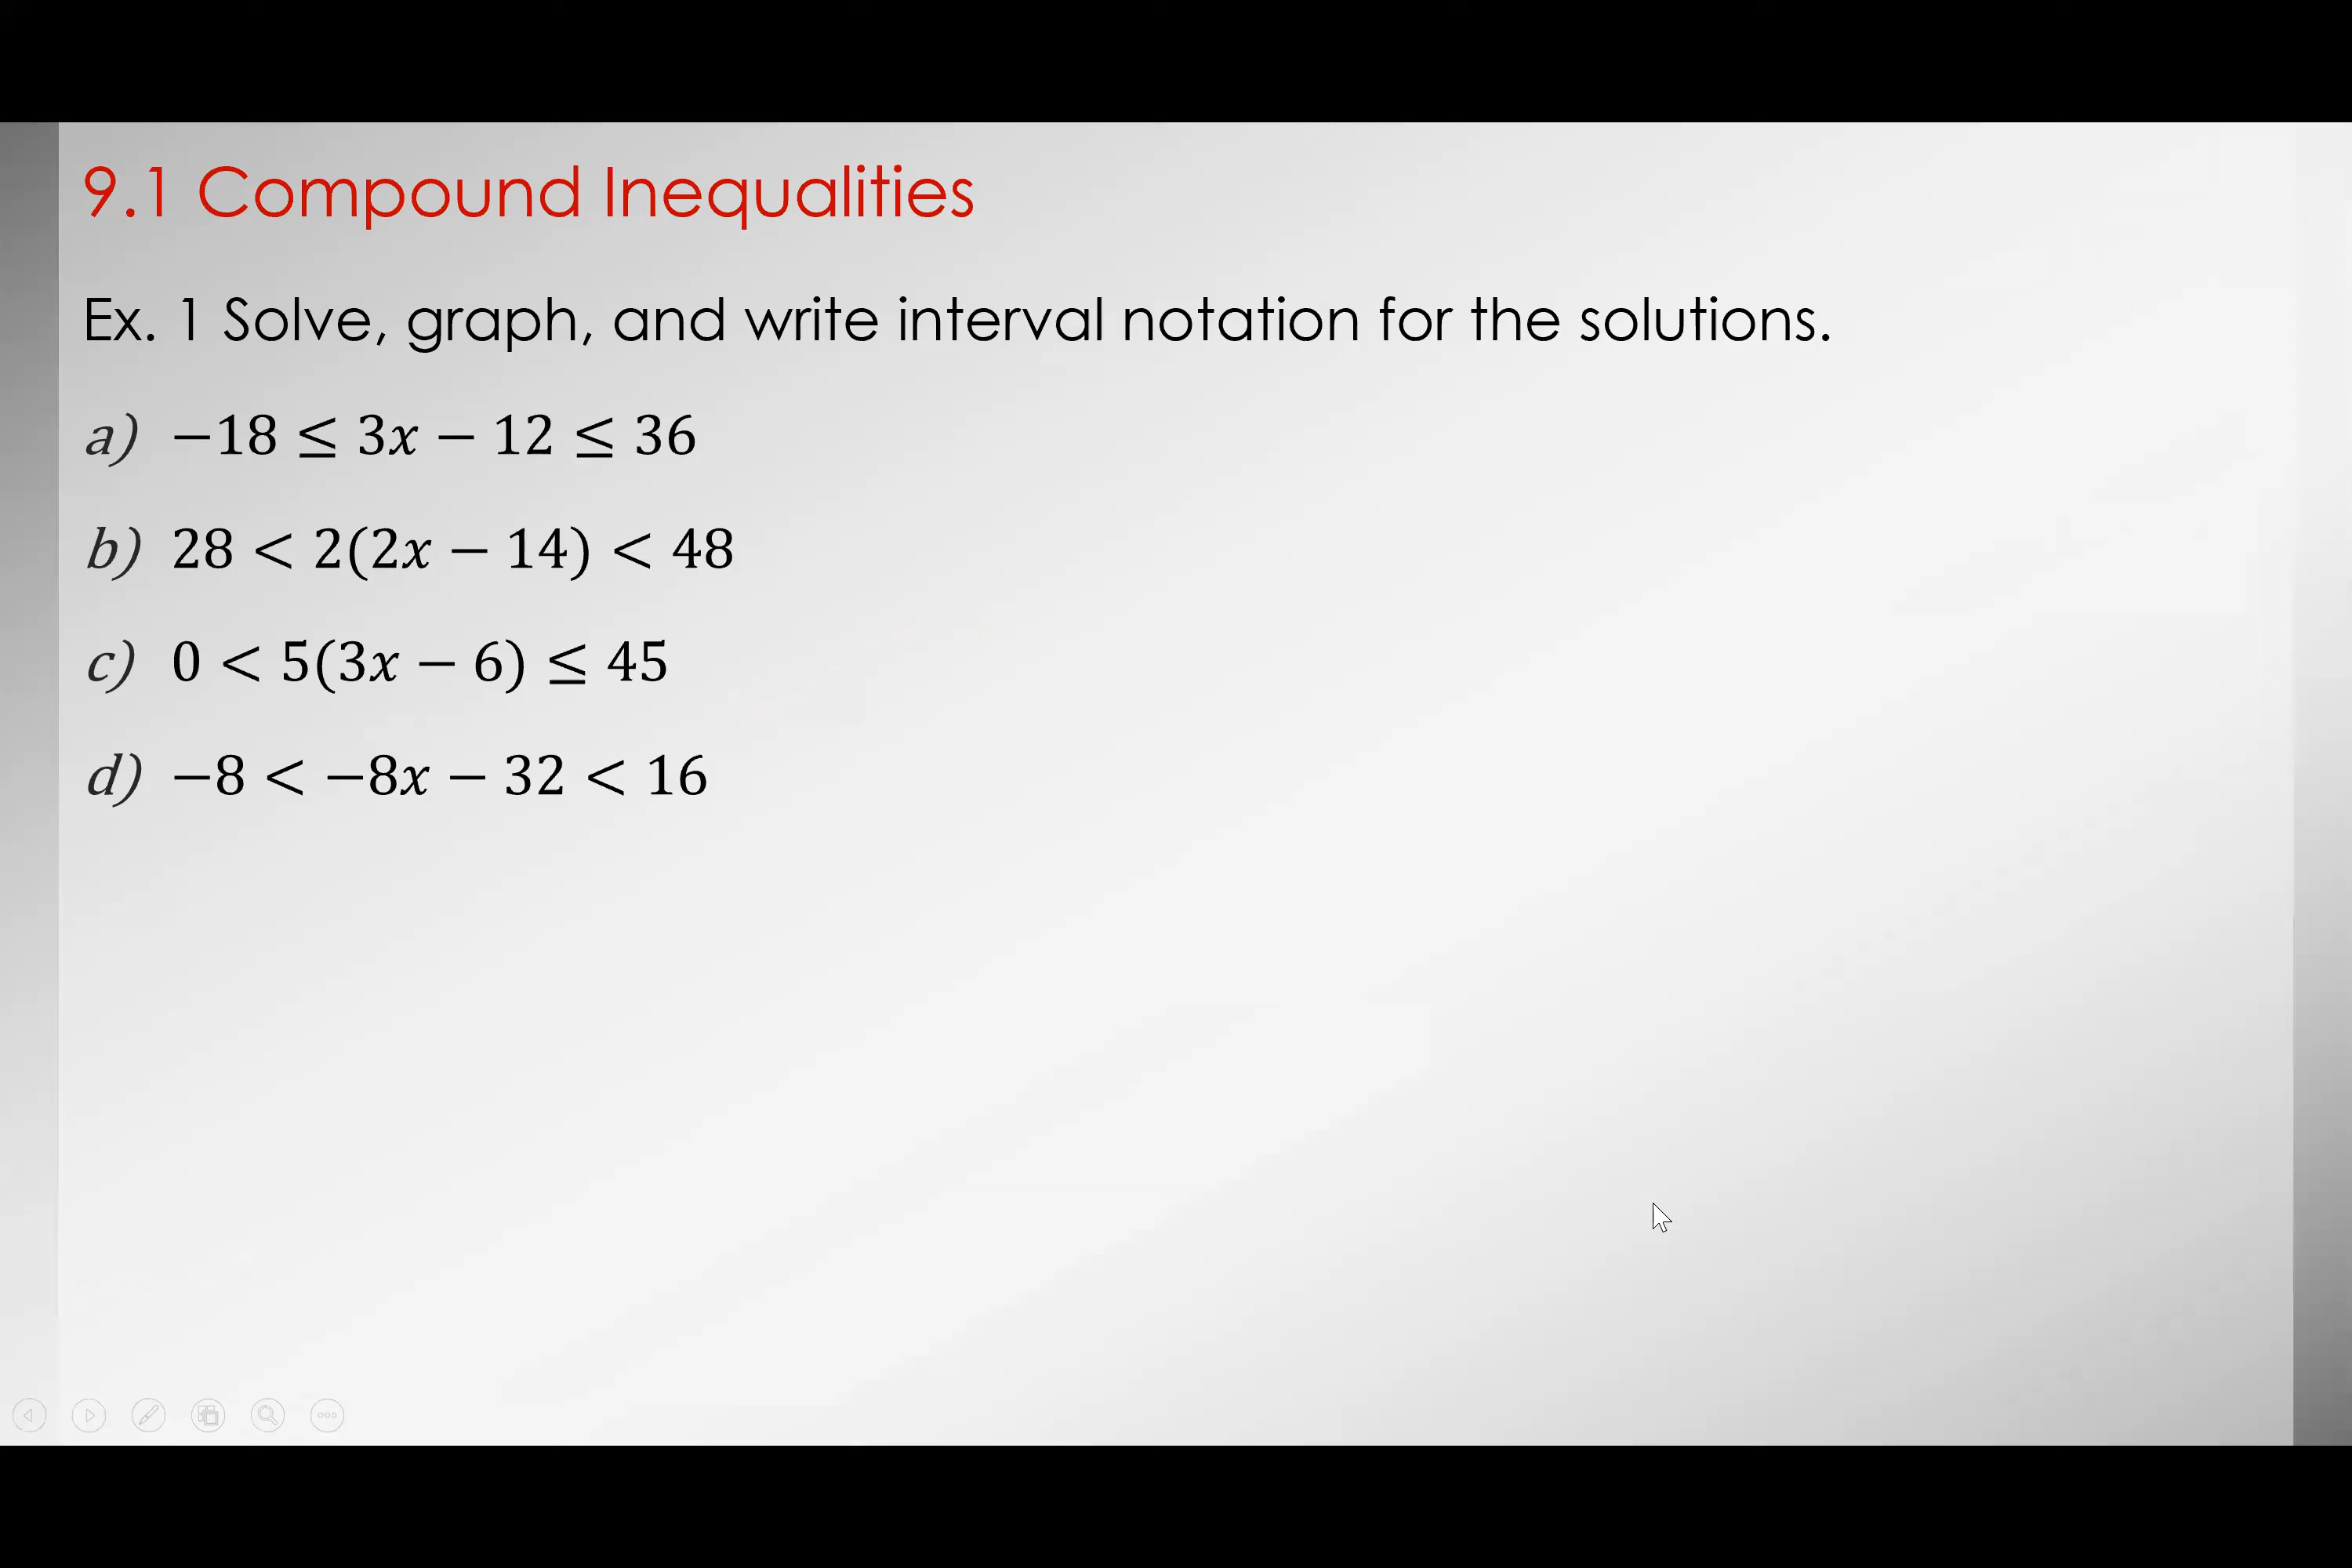 9.1 Compound Inequalities
Ex. 1 Solve, graph, and write interval notation for the solutions.
a) −18 ≤ 3x − 12 ≤ 36
b) 28 < 2(2x − 14) < 48
c) 0 < 5(3x − 6) ≤ 45
d) −8 < −8x − 32 < 16